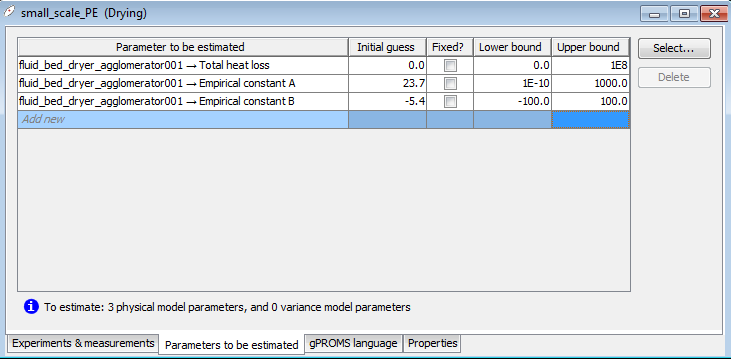 small_scale_PE (Drying)
Parameter to be estimated Initial guess Fixed? Lower bound Upper bound
fluid_bed_dryer_agglomerator001 → Total heat loss 0.0 0.0 1E8
fluid_bed_dryer_agglomerator001 → Empirical constant A 23.7 1E-10 1000.0
fluid_bed_dryer_agglomerator001 → Empirical constant B -5.4 -100.0 100.0
Add new
Select...
Delete
To estimate: 3 physical model parameters, and 0 variance model parameters
Experiments & measurements Parameters to be estimated gPROMS language Properties